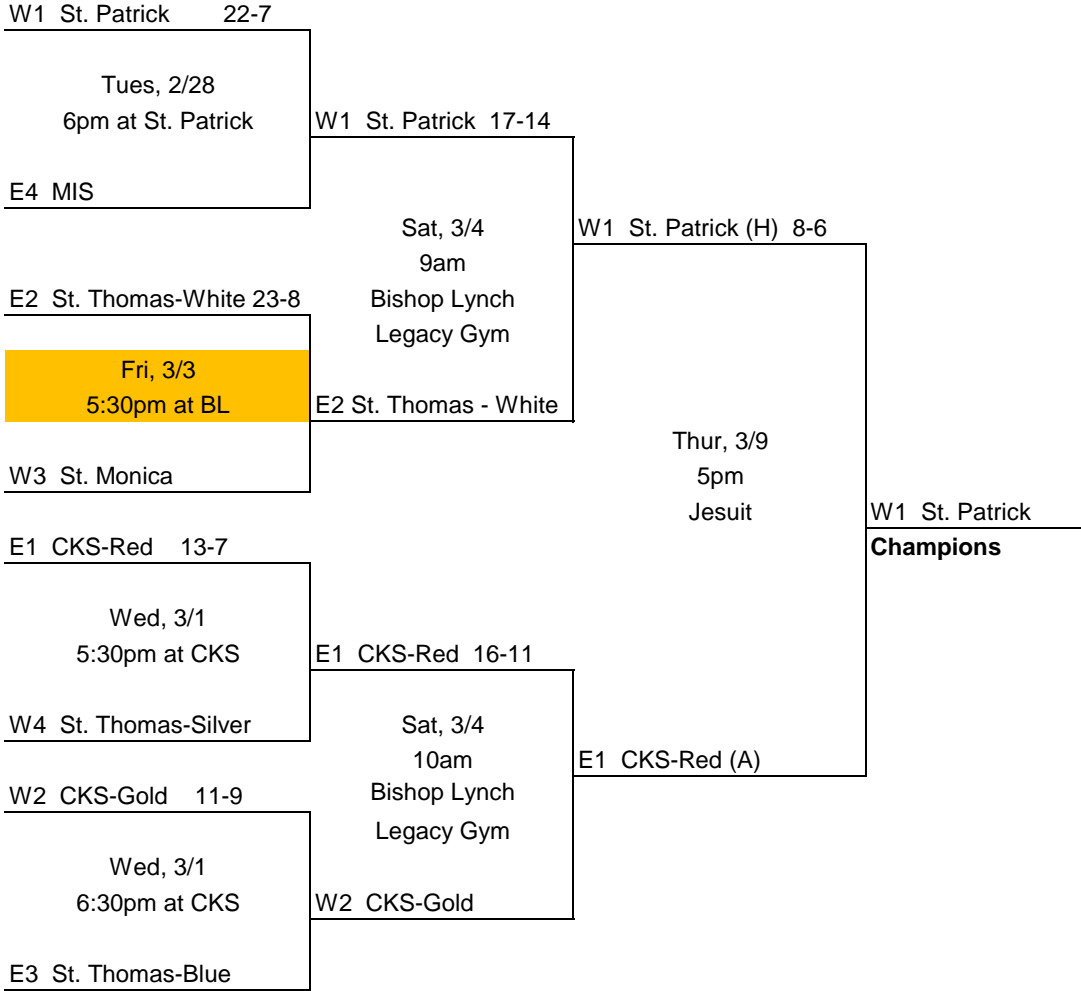 W1 St. Patrick 22-7
Tues, 2/28
6pm at St. Patrick
E4 MIS
E2 St. Thomas-White 23-8
Fri, 3/3
5:30pm at BL
W3 St. Monica
E1 CKS-Red 13-7
Wed, 3/1
5:30pm at CKS
W4 St. Thomas-Silver
W2 CKS-Gold 11-9
Wed, 3/1
6:30pm at CKS
E3 St. Thomas-Blue
W1 St. Patrick 17-14
Sat, 3/4
9am
Bishop Lynch
Legacy Gym
E2 St. Thomas - White
E1 CKS-Red 16-11
Sat, 3/4
10am
Bishop Lynch
Legacy Gym
W2 CKS-Gold
W1 St. Patrick (H) 8-6
Thur, 3/9
5pm
Jesuit
E1 CKS-Red (A)
W1 St. Patrick
Champions